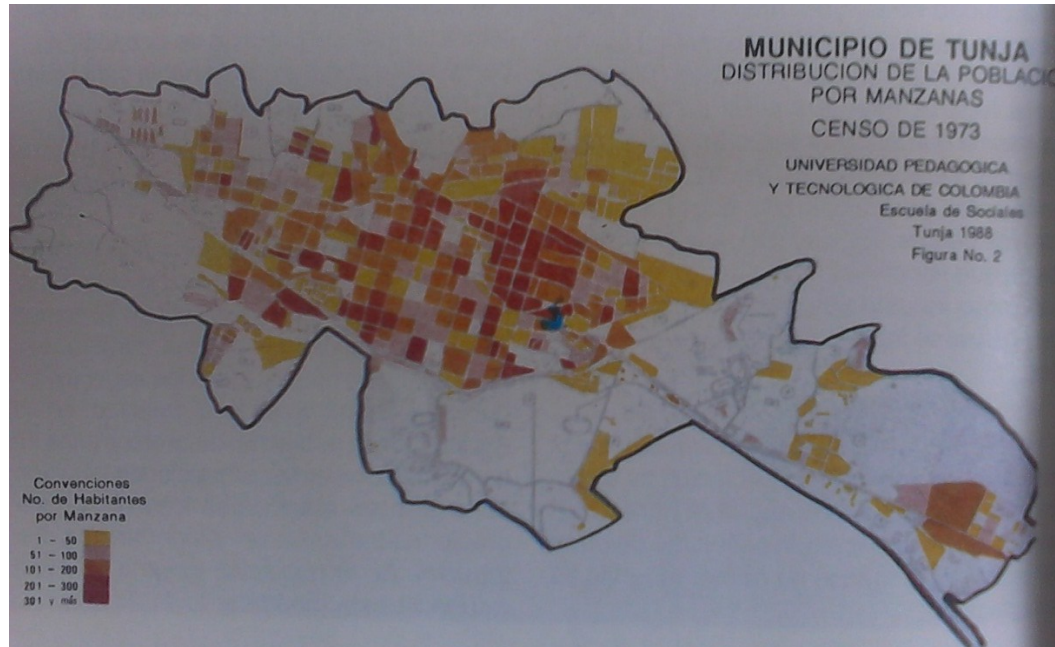 MUNICIPIO DE TUNJA
DISTRIBUCION DE LA POBLACIO
POR MANZANAS
CENSO DE 1973
UNIVERSIDAD PEDAGOGICA
Y TECNOLOGICA DE COLOMBIA
Escuela de Sociales
Tunja 1988
Figura No. 2
Convenciones
No. de Habitantes
por Manzana
1 - 50
51 - 100
101 - 200
201 - 300
301 y más